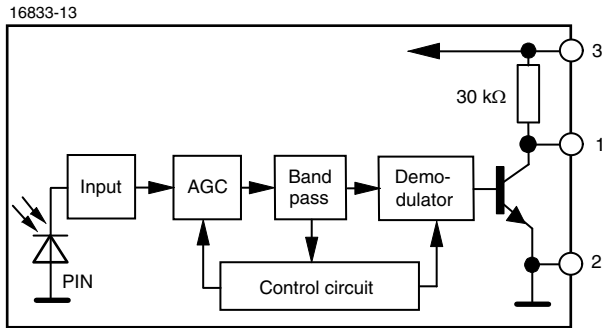 16833-13
3
30 kΩ
1
Input
AGC
Band
pass
Demo-
dulator
PIN
Control circuit
2